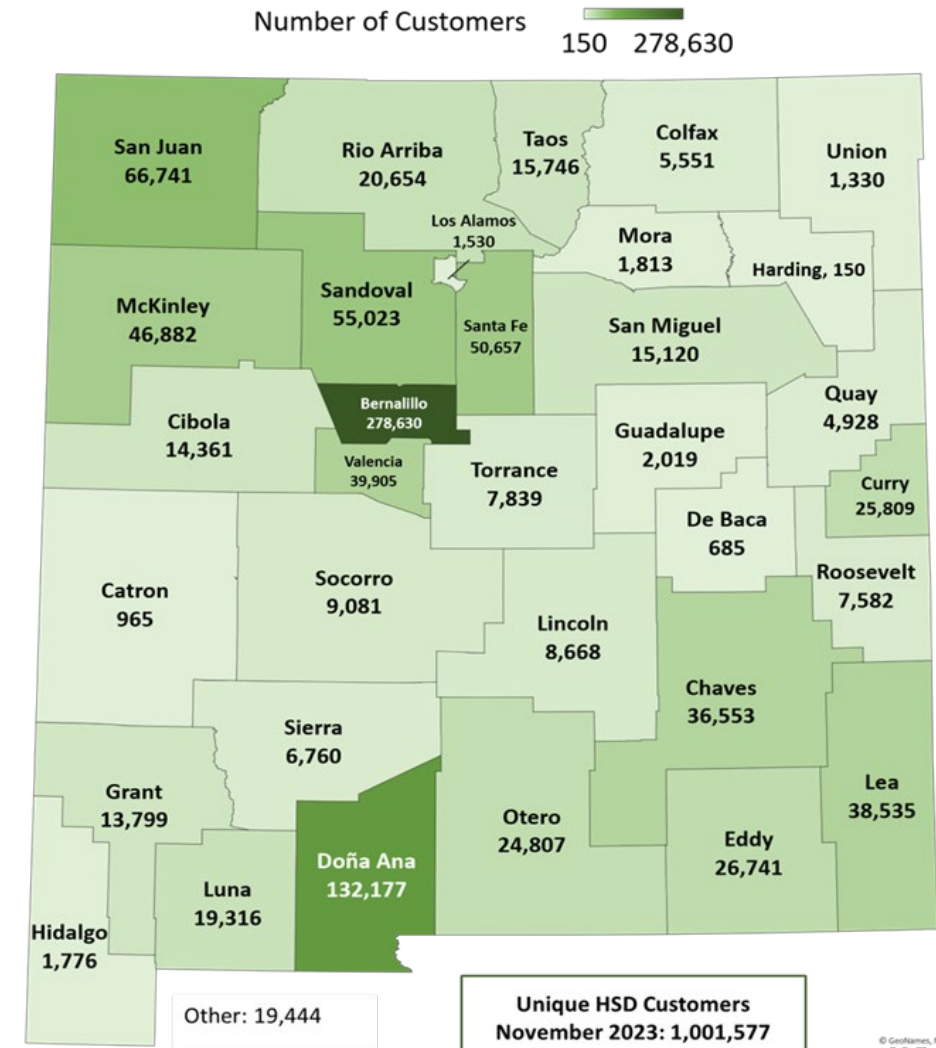 Number of Customers
150 278,630
San Juan
66,741
Rio Arriba
20,654
Taos
15,746
Colfax
5,551
Union
1,330
Los Alamos
1,530
Mora
1,813
Harding, 150
McKinley
46,882
Sandoval
55,023
Santa Fe
50,657
San Miguel
15,120
Quay
4,928
Cibola
14,361
Bernalillo
278,630
Valencia
39,905
Torrance
7,839
Guadalupe
2,019
Curry
25,809
De Baca
685
Roosevelt
7,582
Catron
965
Socorro
9,081
Lincoln
8,668
Chaves
36,553
Sierra
6,760
Grant
13,799
Lea
38,535
Otero
24,807
Eddy
26,741
Doña Ana
132,177
Luna
19,316
Hidalgo
1,776
Other: 19,444
Unique HSD Customers
November 2023: 1,001,577
© GeoNames,